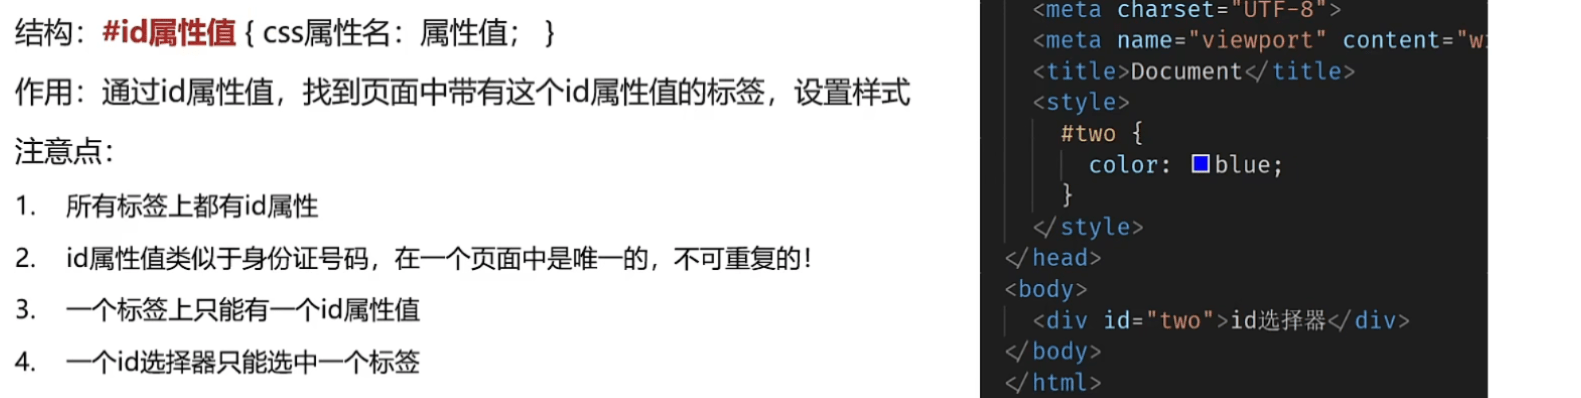 结构：#id属性值 { css属性名：属性值； }
作用：通过id属性值，找到页面中带有这个id属性值的标签，设置样式
注意点：
1. 所有标签上都有id属性
2. id属性值类似于身份证号码，在一个页面中是唯一的，不可重复的！
3. 一个标签上只能有一个id属性值
4. 一个id选择器只能选中一个标签
<meta charset="UTF-8">
<meta name="viewport" content="w
<title>Document</title>
<style>
#two {
color: blue;
}
</style>
</head>
<body>
<div id="two">id选择器</div>
</body>
</html>